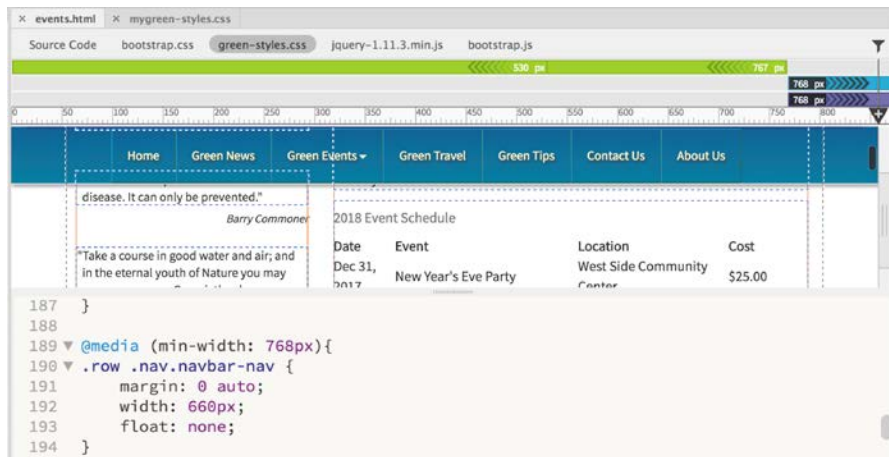 × events.html × mygreen-styles.css
Source Code bootstrap.css green-styles.css jquery-1.11.3.min.js bootstrap.js
530 px 767 px
768 px
768 px
0 50 100 150 200 250 300 350 400 450 500 550 600 650 700 750 800
Home Green News Green Events Green Travel Green Tips Contact Us About Us
disease. It can only be prevented."
Barry Commoner
"Take a course in good water and air; and
in the eternal youth of Nature you may
2018 Event Schedule
Date Event Location Cost
Dec 31,
2017 New Year's Eve Party West Side Community
Center $25.00
187 }
188
189 @media (min-width: 768px){
190 .row .nav.navbar-nav {
191 margin: 0 auto;
192 width: 660px;
193 float: none;
194 }